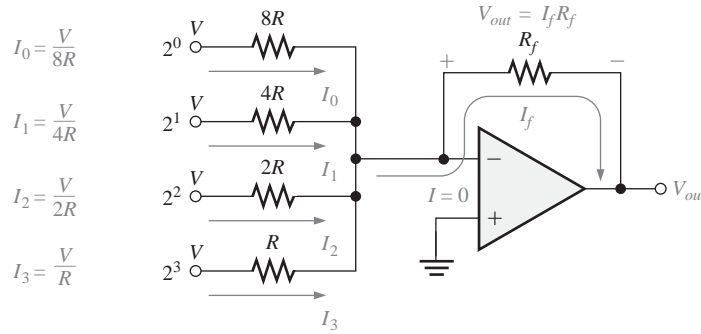 V_out = I_f R_f
I_0 = V/8R
2^0
V
8R
I_0
+
R_f
−
I_1 = V/4R
2^1
V
4R
I_1
I_f
I_2 = V/2R
2^2
V
2R
I_2
I = 0
−
+
V_ou
I_3 = V/R
2^3
V
R
I_3